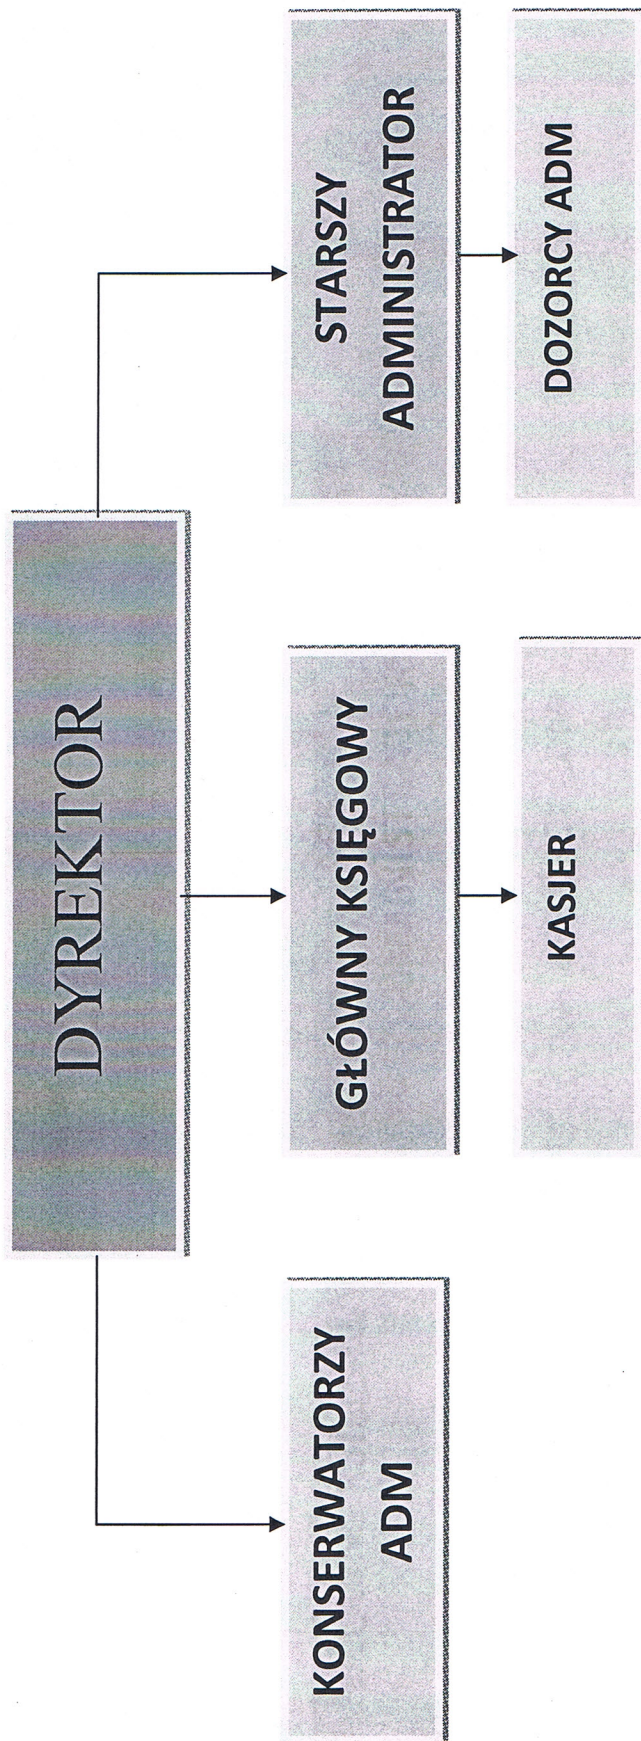 DYREKTOR
KONSERWATORZY
ADM
GŁÓWNY KSIĘGOWY
STARSZY
ADMINISTRATOR
KASJER
DOZORCY ADM